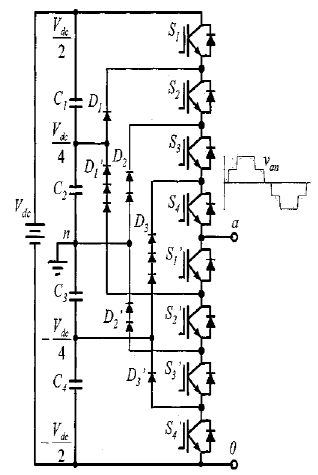 V_dc/2
S_1
S_2
C_1
D_1
V_dc/4
D_1'
D_2
S_3
v_an
C_2
D_3
S_4
V_dc
n
a
S_1'
C_3
D_2'
S_2'
-V_dc/4
C_4
D_3'
S_3'
-V_dc/2
S_4'
0